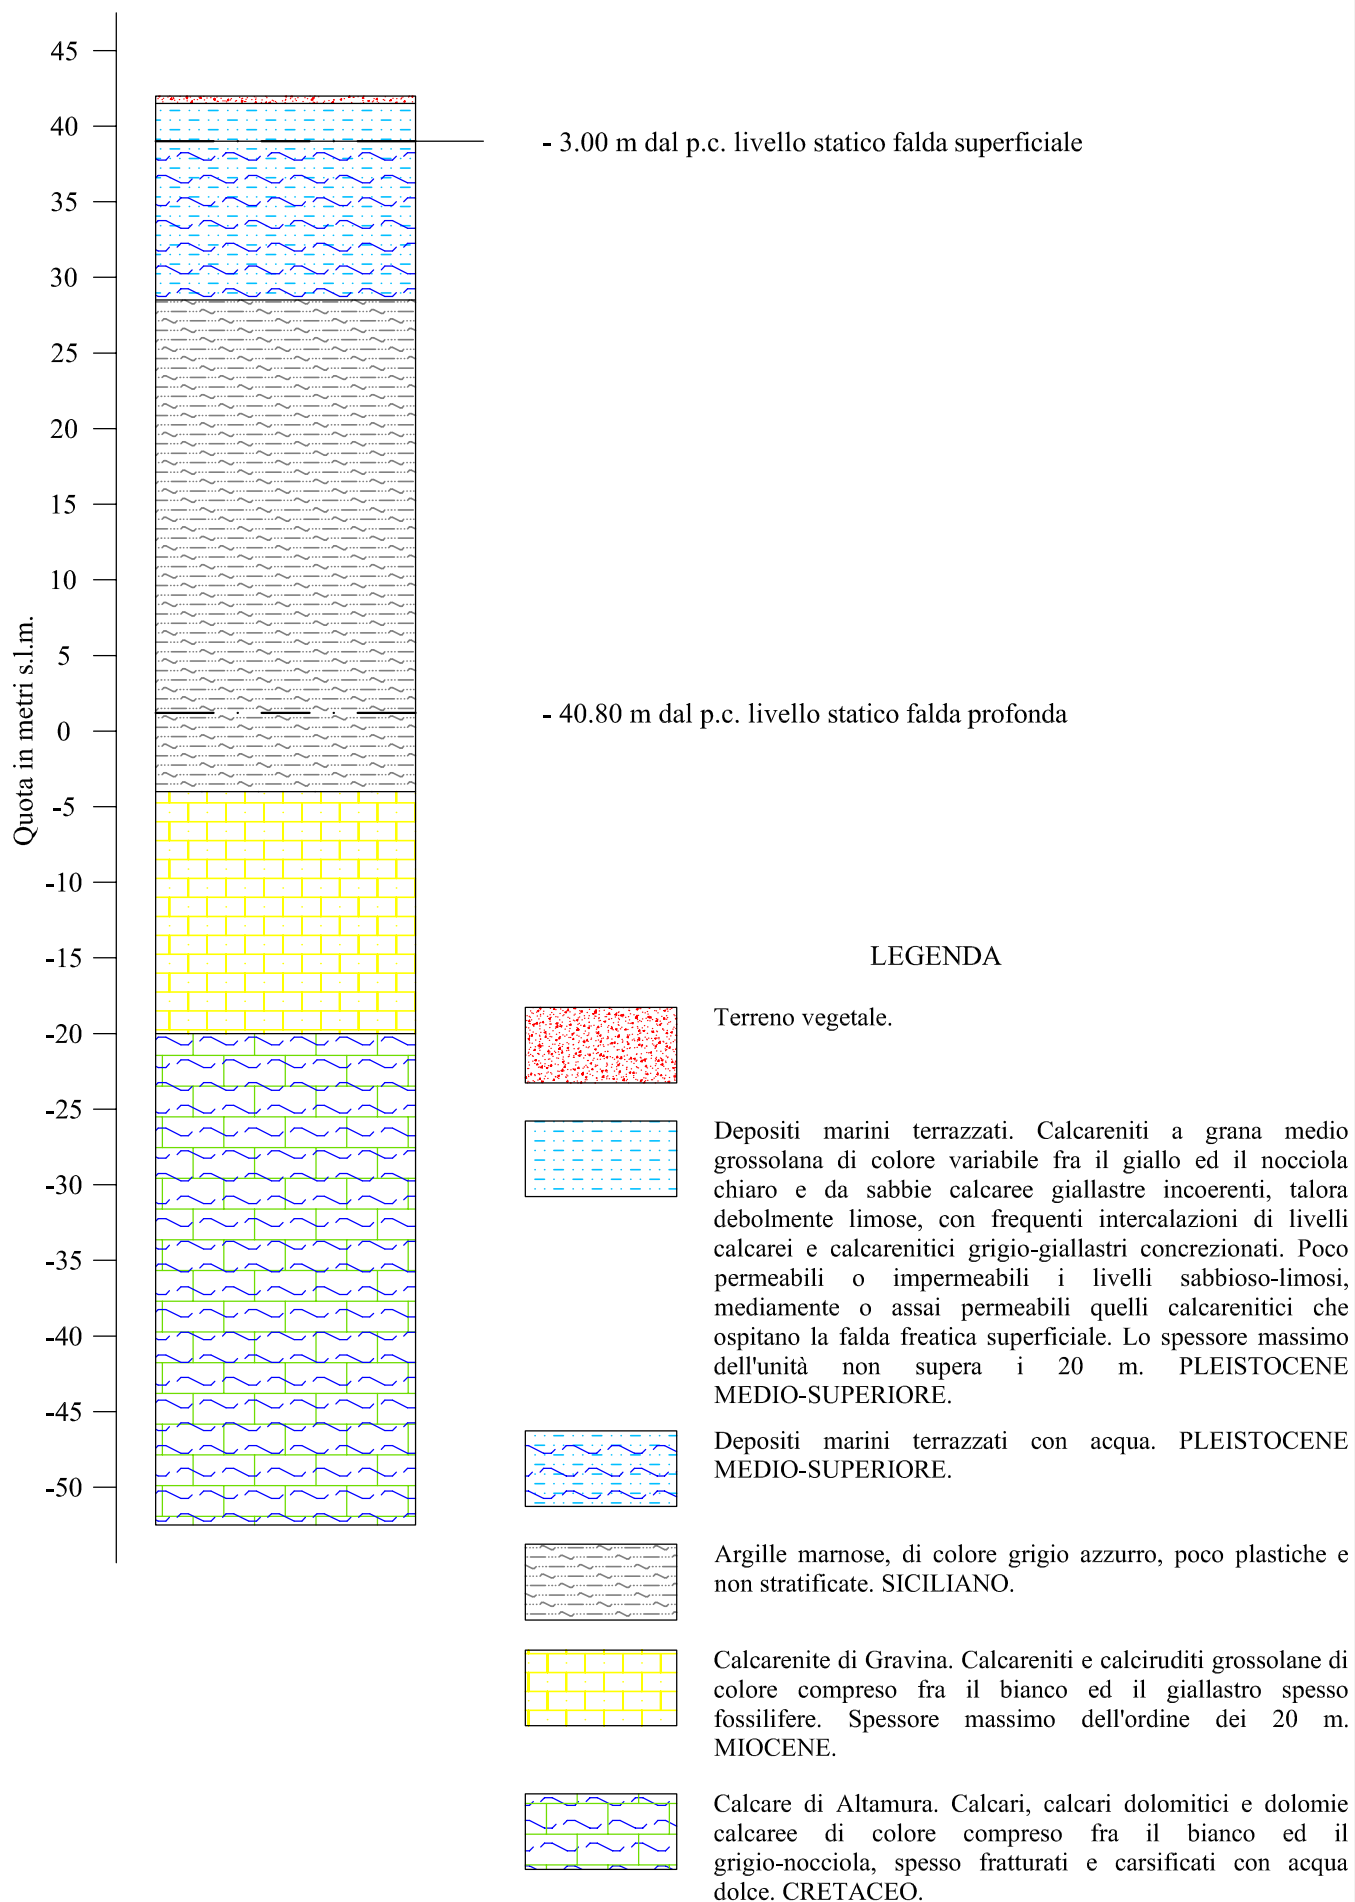 45
40
- 3.00 m dal p.c. livello statico falda superficiale
35
30
25
20
15
10
5
- 40.80 m dal p.c. livello statico falda profonda
0
-5
-10
-15
-20
-25
-30
-35
-40
-45
-50
Quota in metri s.l.m.
LEGENDA
Terreno vegetale.
Depositi marini terrazzati. Calcareniti a grana medio
grossolana di colore variabile fra il giallo ed il nocciola
chiaro e da sabbie calcaree giallastre incoerenti, talora
debolmente limose, con frequenti intercalazioni di livelli
calcarei e calcarenitici grigio-giallastri concrezionati. Poco
permeabili o impermeabili i livelli sabbioso-limosi,
mediamente o assai permeabili quelli calcarenitici che
ospitano la falda freatica superficiale. Lo spessore massimo
dell'unità non supera i 20 m. PLEISTOCENE
MEDIO-SUPERIORE.
Depositi marini terrazzati con acqua. PLEISTOCENE
MEDIO-SUPERIORE.
Argille marnose, di colore grigio azzurro, poco plastiche e
non stratificate. SICILIANO.
Calcarenite di Gravina. Calcareniti e calciruditi grossolane di
colore compreso fra il bianco ed il giallastro spesso
fossilifere. Spessore massimo dell'ordine dei 20 m.
MIOCENE.
Calcare di Altamura. Calcari, calcari dolomitici e dolomie
calcaree di colore compreso fra il bianco ed il
grigio-nocciola, spesso fratturati e carsificati con acqua
dolce. CRETACEO.